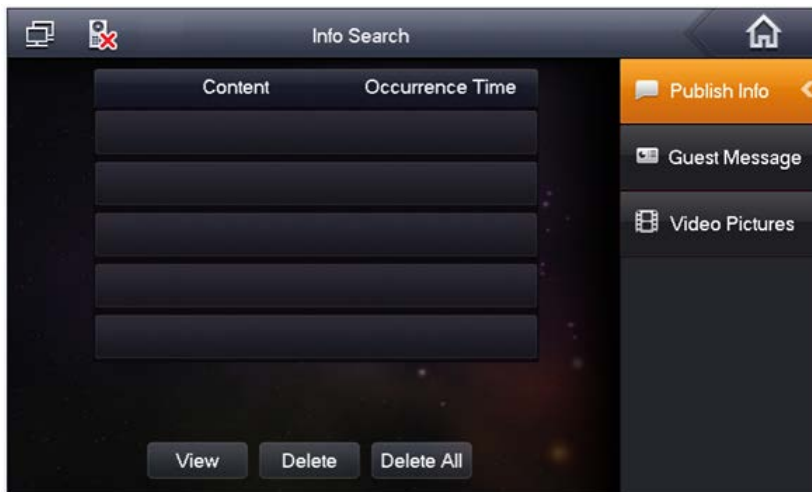 Info Search
Content Occurrence Time
Publish Info
Guest Message
Video Pictures
View Delete Delete All